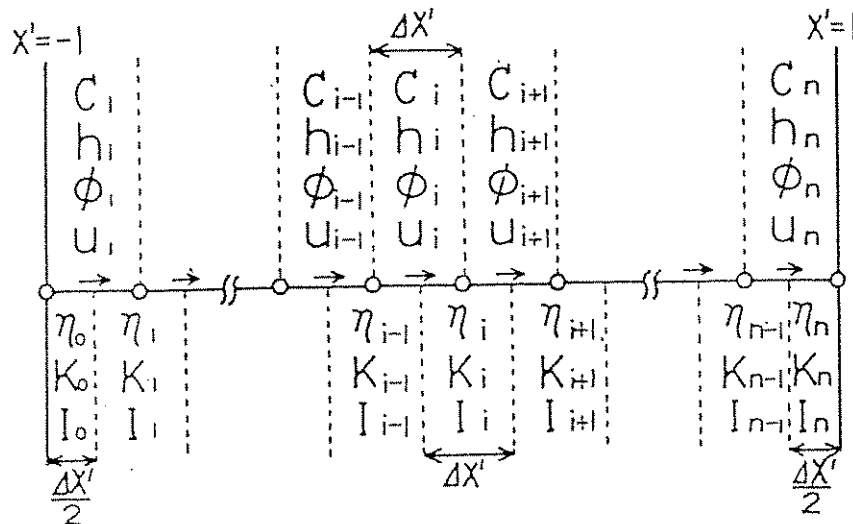 X'=-1 ΔX' X'=1
C₁ Cᵢ₋₁ Cᵢ Cᵢ₊₁ Cₙ
h₁ hᵢ₋₁ hᵢ hᵢ₊₁ hₙ
ϕ₁ ϕᵢ₋₁ ϕᵢ ϕᵢ₊₁ ϕₙ
u₁ uᵢ₋₁ uᵢ uᵢ₊₁ uₙ
η₀ η₁ ηᵢ₋₁ ηᵢ ηᵢ₊₁ ηₙ₋₁ ηₙ
K₀ K₁ Kᵢ₋₁ Kᵢ Kᵢ₊₁ Kₙ₋₁ Kₙ
I₀ I₁ Iᵢ₋₁ Iᵢ Iᵢ₊₁ Iₙ₋₁ Iₙ
ΔX'/2 ΔX' ΔX'/2